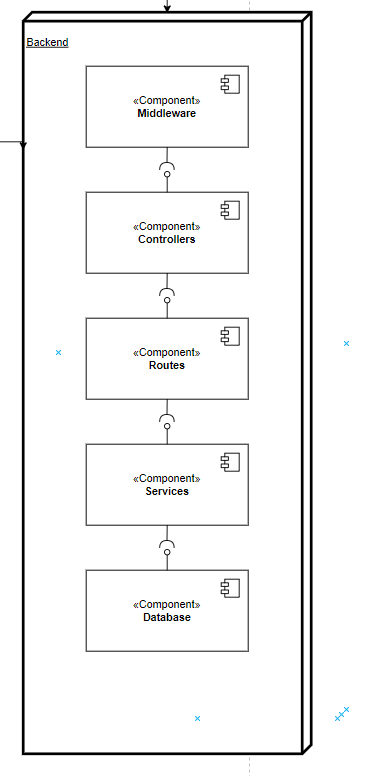 Backend
«Component»
Middleware
«Component»
Controllers
«Component»
Routes
«Component»
Services
«Component»
Database